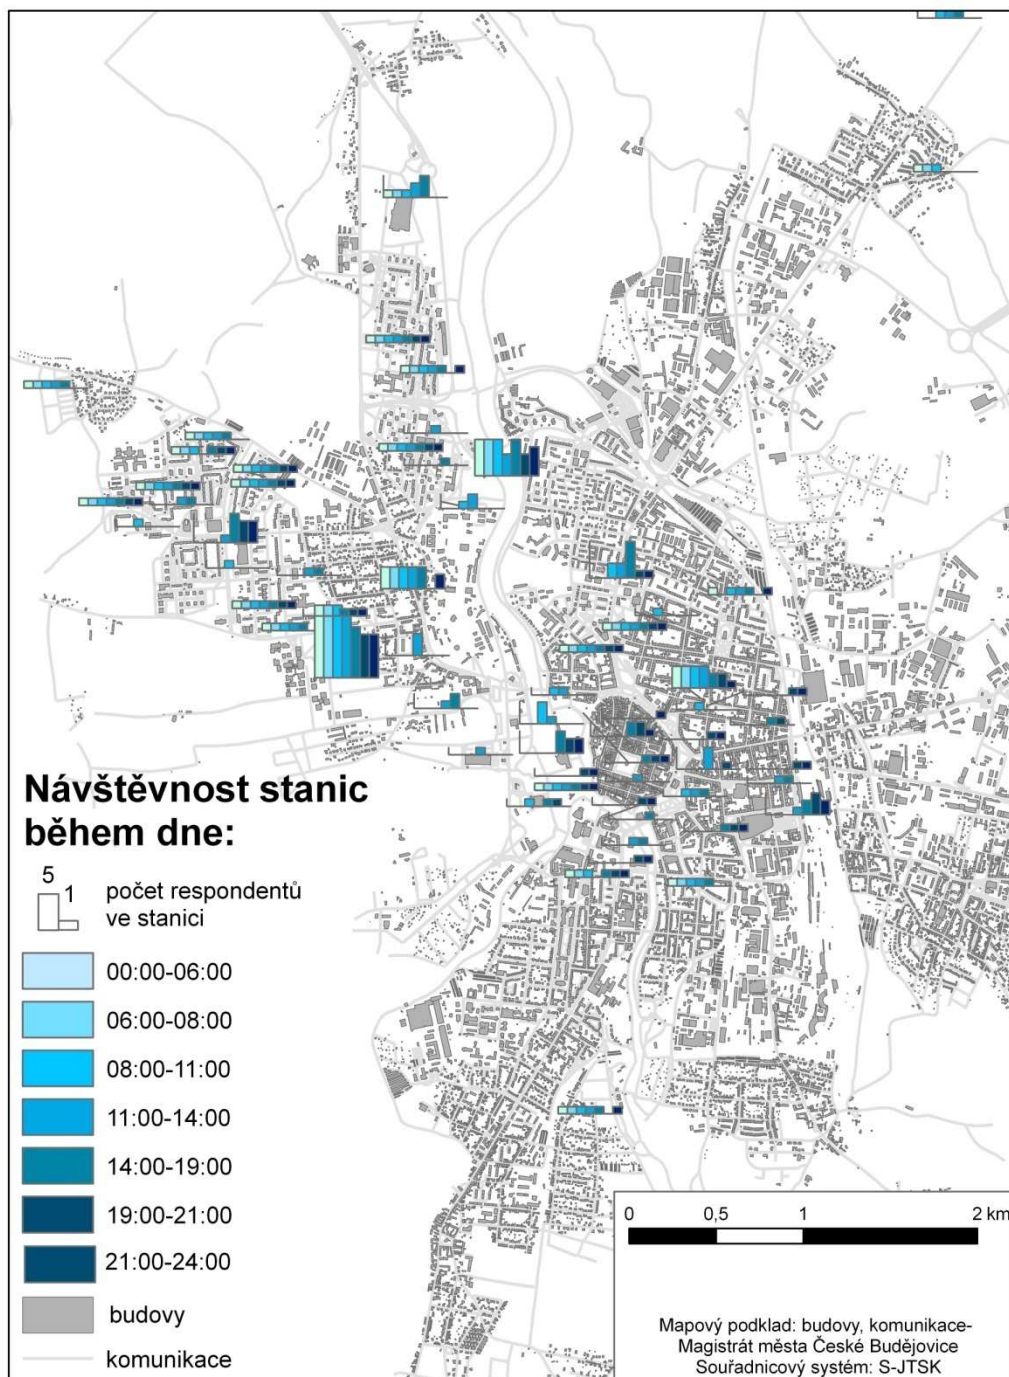 Návštěvnost stanic
během dne:
5
1
počet respondentů
ve stanici
00:00-06:00
06:00-08:00
08:00-11:00
11:00-14:00
14:00-19:00
19:00-21:00
21:00-24:00
budovy
komunikace
0 0,5 1 2 km
Mapový podklad: budovy, komunikace-
Magistrát města České Budějovice
Souřadnicový systém: S-JTSK